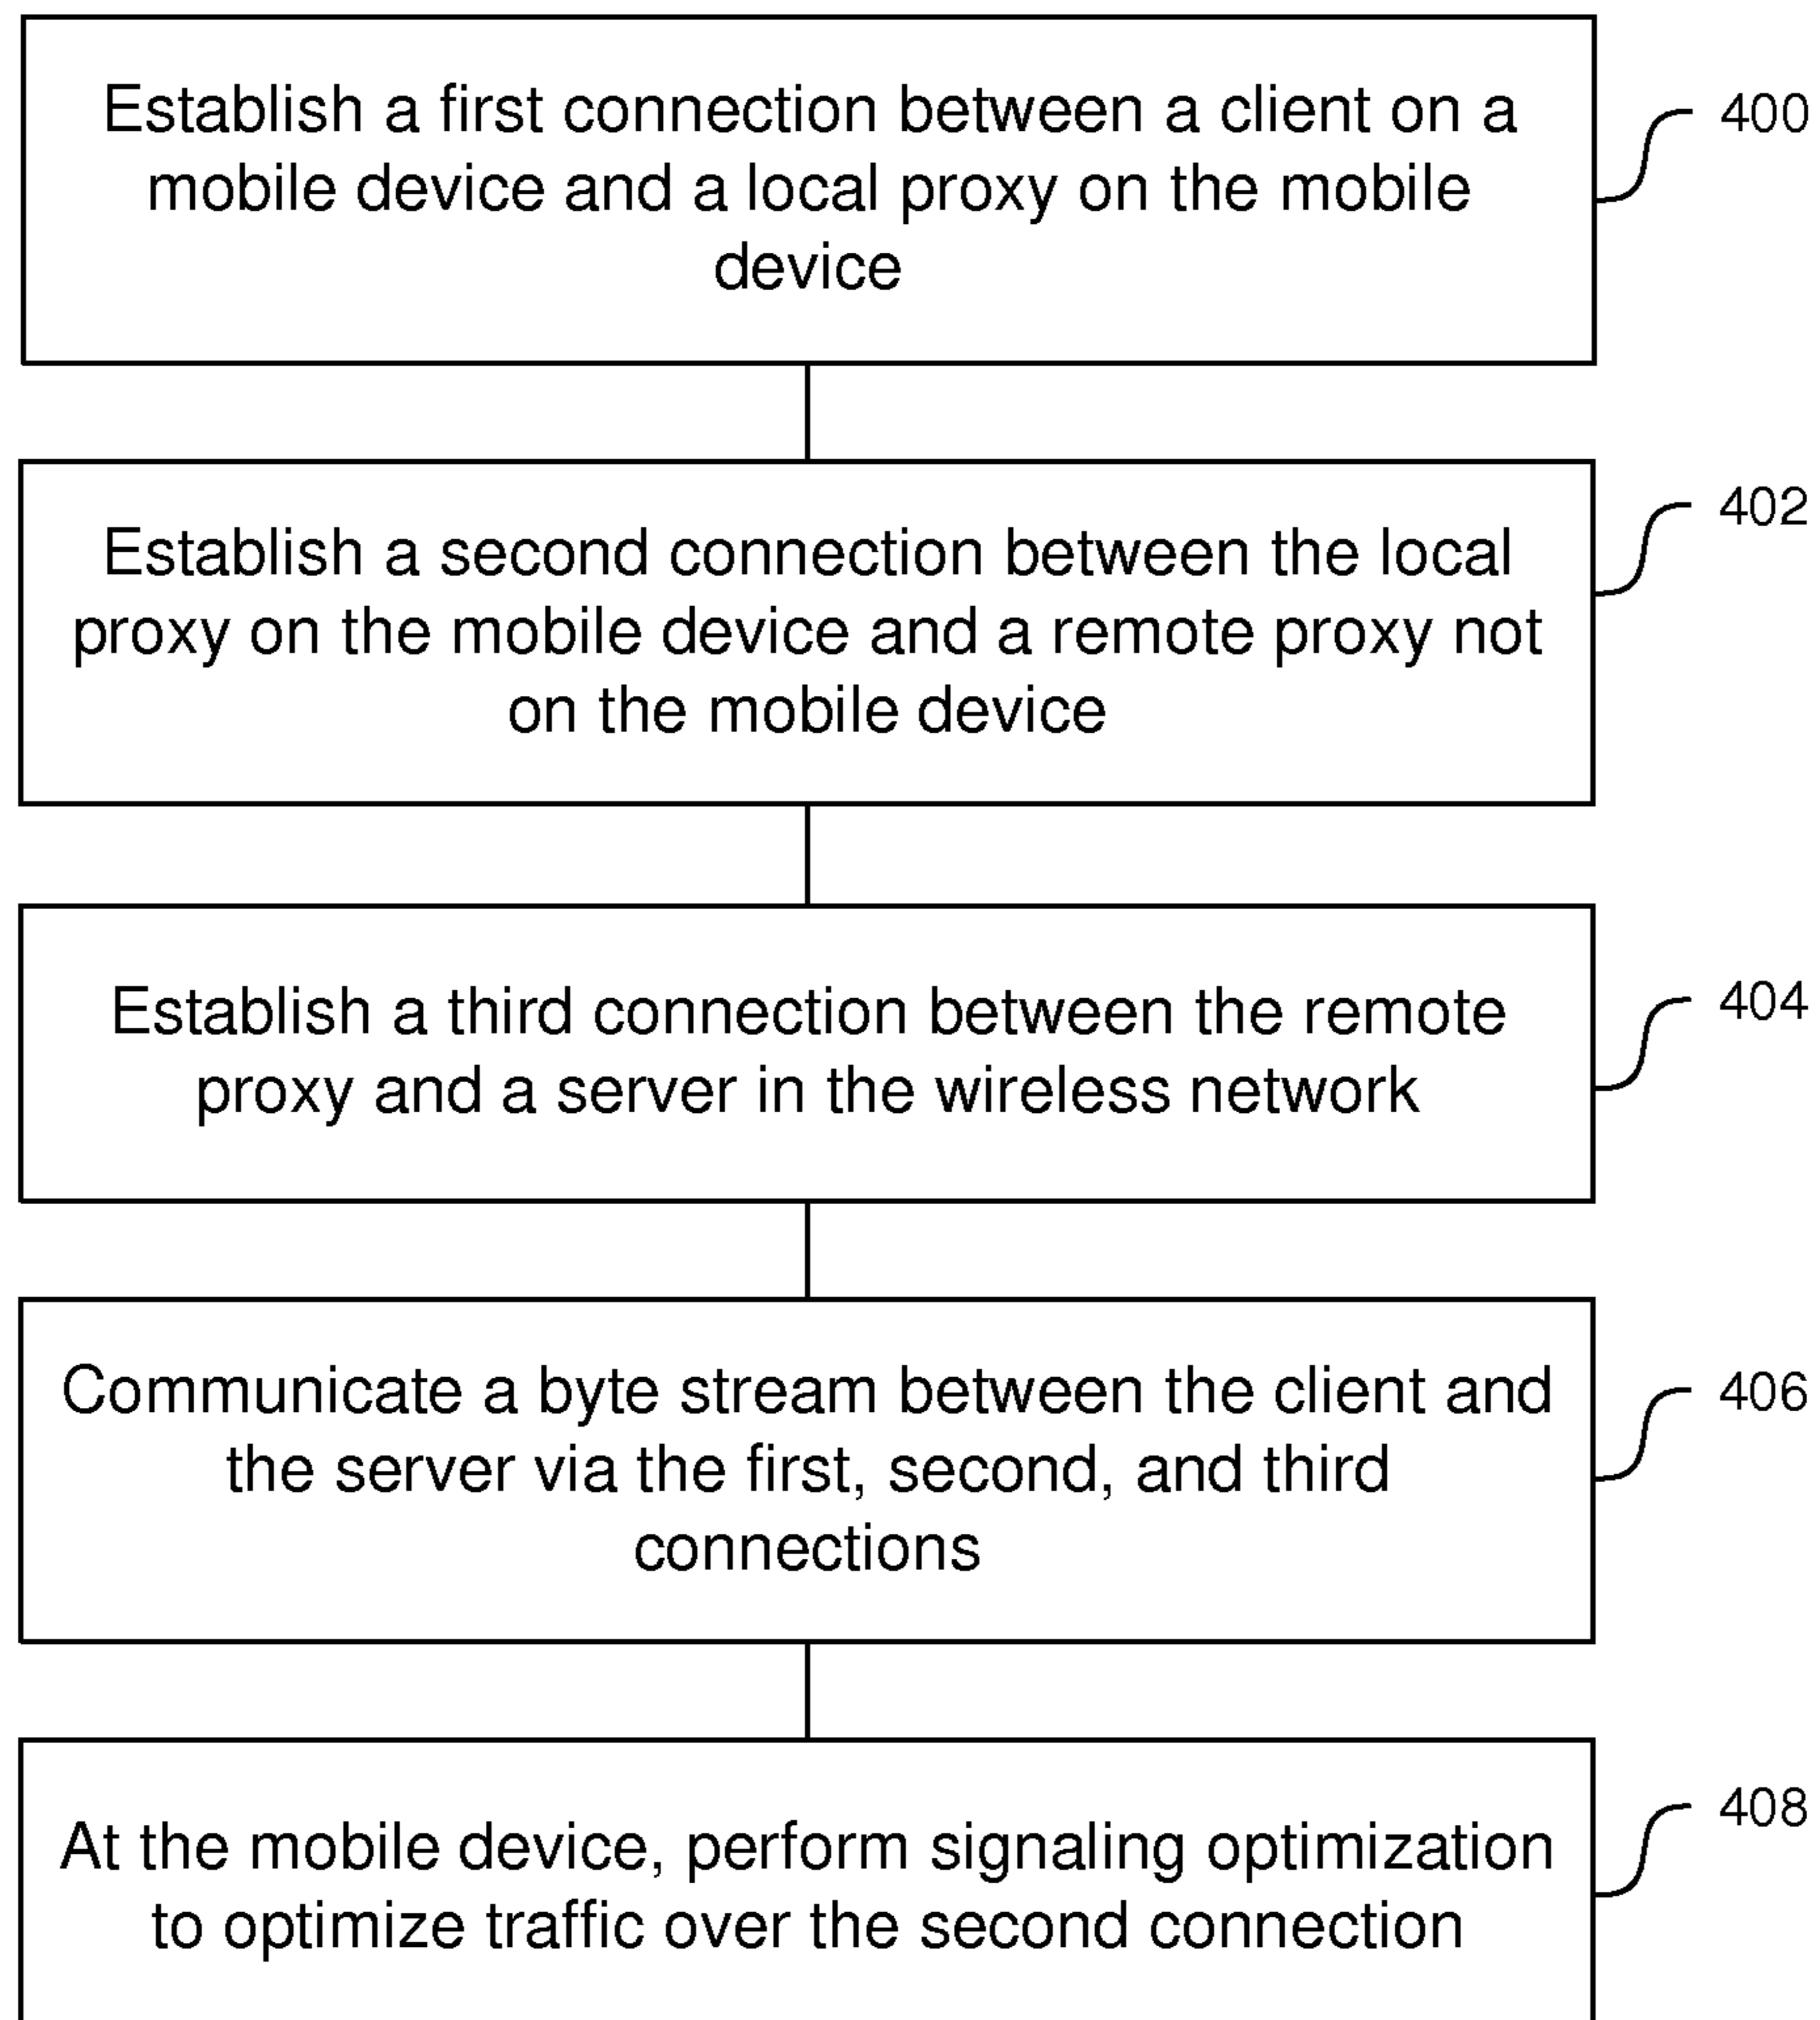 Establish a first connection between a client on a
400
mobile device and a local proxy on the mobile
device
Establish a second connection between the local
402
proxy on the mobile device and a remote proxy not
on the mobile device
Establish a third connection between the remote
404
proxy and a server in the wireless network
Communicate a byte stream between the client and
406
the server via the first, second, and third
connections
At the mobile device, perform signaling optimization
408
to optimize traffic over the second connection